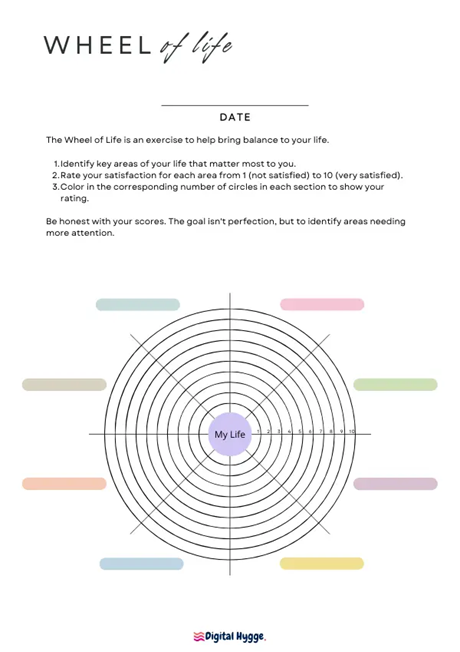 WHEEL of life
DATE
The Wheel of Life is an exercise to help bring balance to your life.
1.Identify key areas of your life that matter most to you.
2.Rate your satisfaction for each area from 1 (not satisfied) to 10 (very satisfied).
3.Color in the corresponding number of circles in each section to show your
rating.
Be honest with your scores. The goal isn't perfection, but to identify areas needing
more attention.
My Life 1 2 3 4 5 6 7 8 9 10
Digital Hygge.